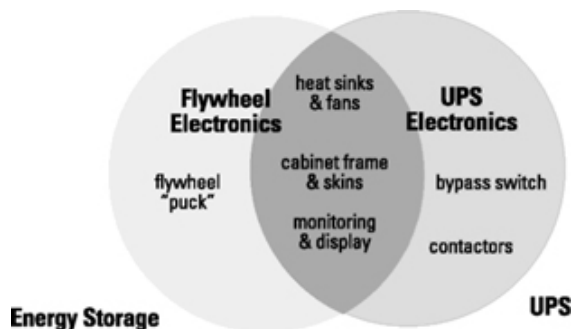 Flywheel
Electronics
flywheel
"puck"
heat sinks
& fans
cabinet frame
& skins
monitoring
& display
UPS
Electronics
bypass switch
contactors
Energy Storage
UPS